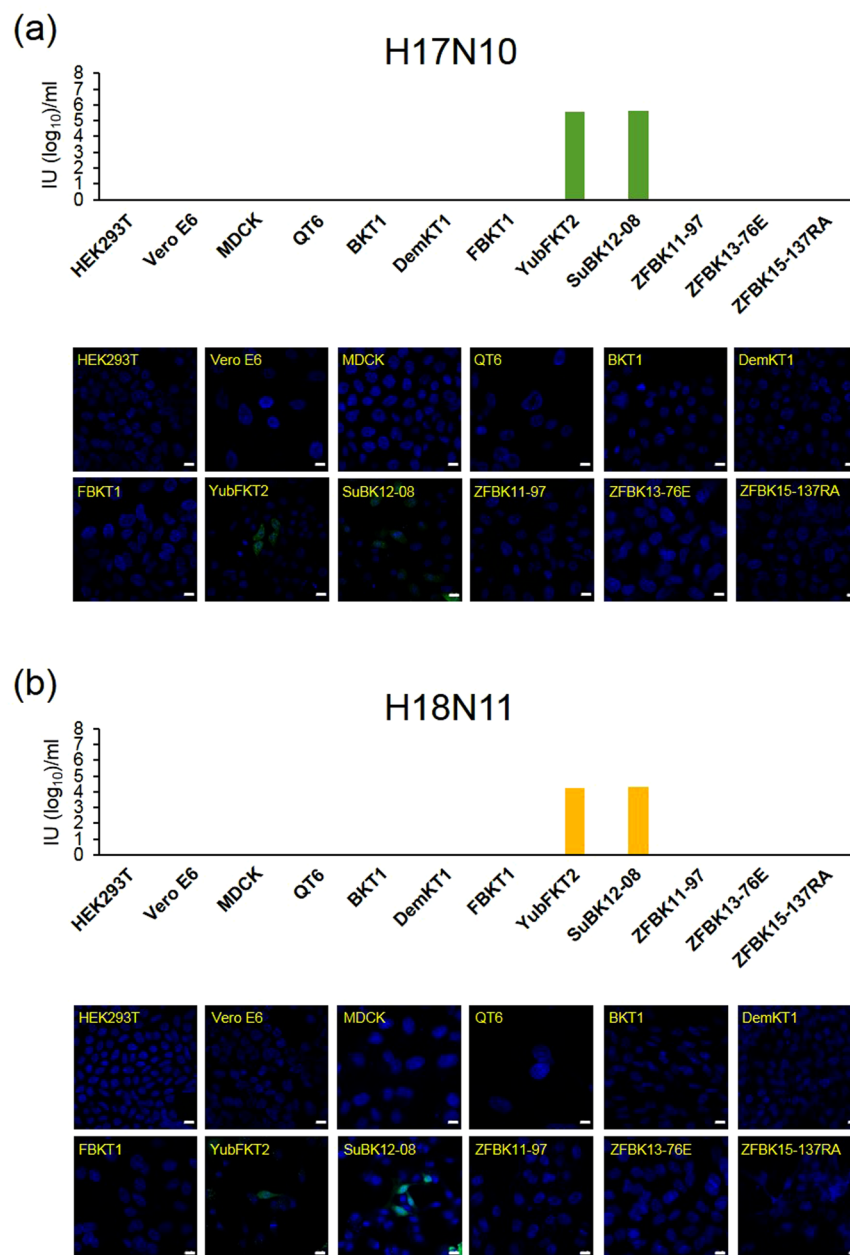 (a)
H17N10
IU (log₁₀)/ml
8
7
6
5
4
3
2
1
0
HEK293T
Vero E6
MDCK
QT6
BKT1
DemKT1
FBKT1
YubFKT2
SuBK12-08
ZFBK11-97
ZFBK13-76E
ZFBK15-137RA
HEK293T Vero E6 MDCK QT6 BKT1 DemKT1
FBKT1 YubFKT2 SuBK12-08 ZFBK11-97 ZFBK13-76E ZFBK15-137RA
(b)
H18N11
IU (log₁₀)/ml
8
7
6
5
4
3
2
1
0
HEK293T
Vero E6
MDCK
QT6
BKT1
DemKT1
FBKT1
YubFKT2
SuBK12-08
ZFBK11-97
ZFBK13-76E
ZFBK15-137RA
HEK293T Vero E6 MDCK QT6 BKT1 DemKT1
FBKT1 YubFKT2 SuBK12-08 ZFBK11-97 ZFBK13-76E ZFBK15-137RA